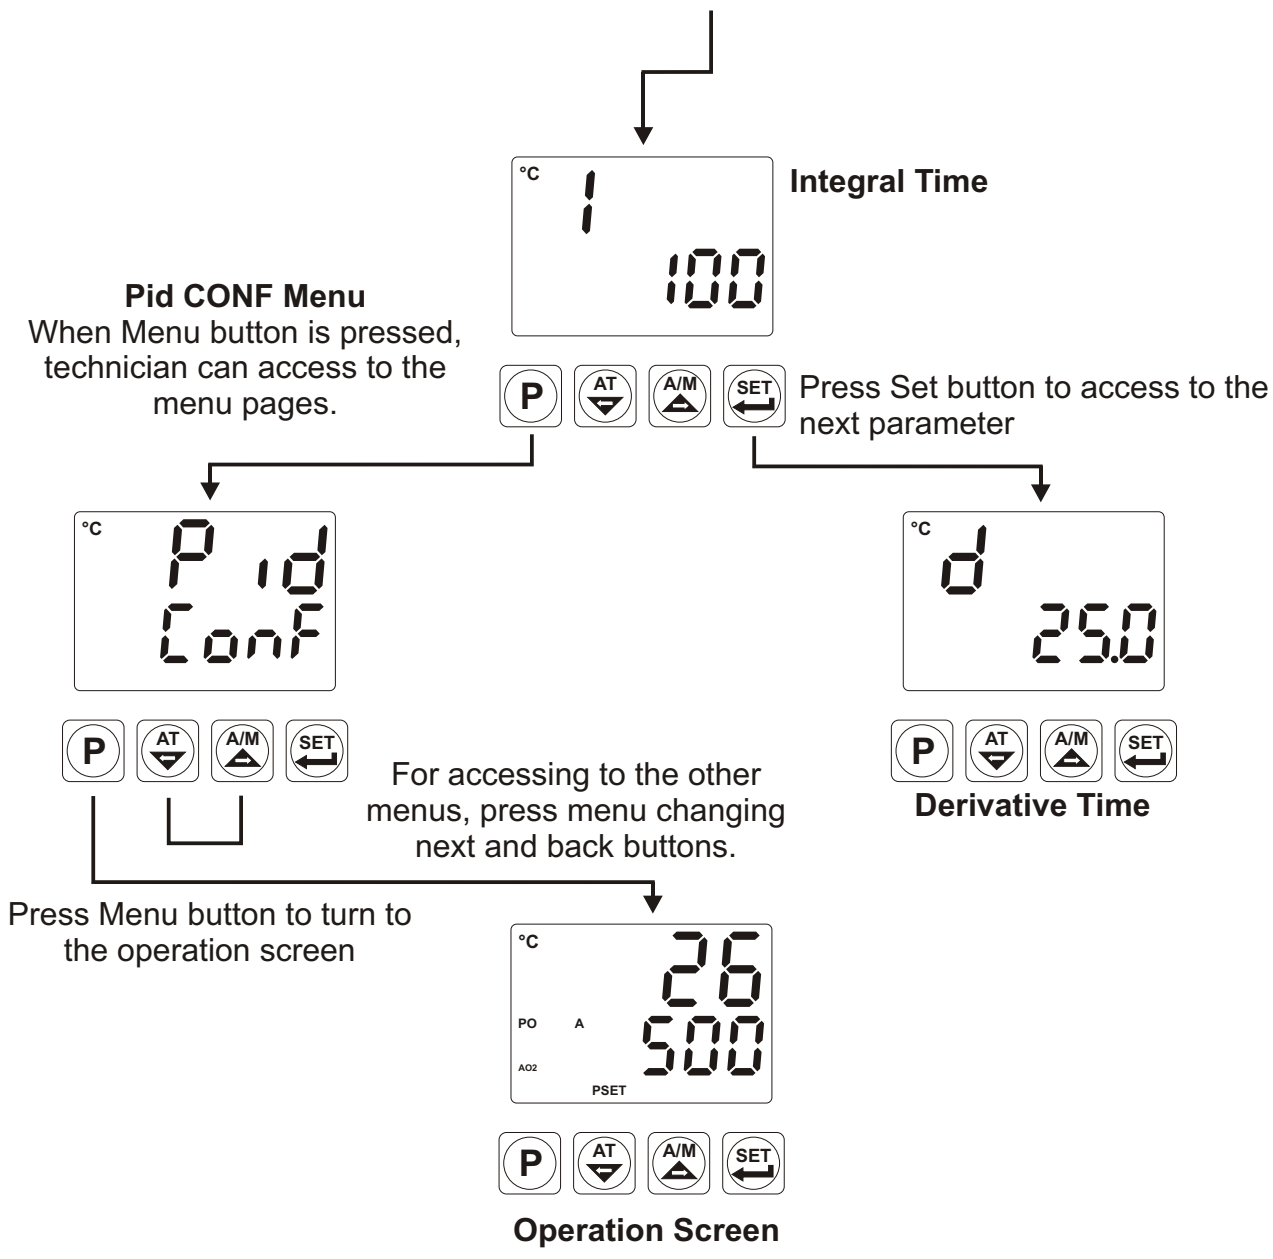 °C
I
Integral Time
100
Pid CONF Menu
When Menu button is pressed,
technician can access to the
menu pages.
P
AT
A/M
SET
Press Set button to access to the
next parameter
°C
Pid
ConF
°C
d
25.0
P
AT
A/M
SET
P
AT
A/M
SET
Derivative Time
For accessing to the other
menus, press menu changing
next and back buttons.
Press Menu button to turn to
the operation screen
°C
26
PO
A
500
AO2
PSET
P
AT
A/M
SET
Operation Screen